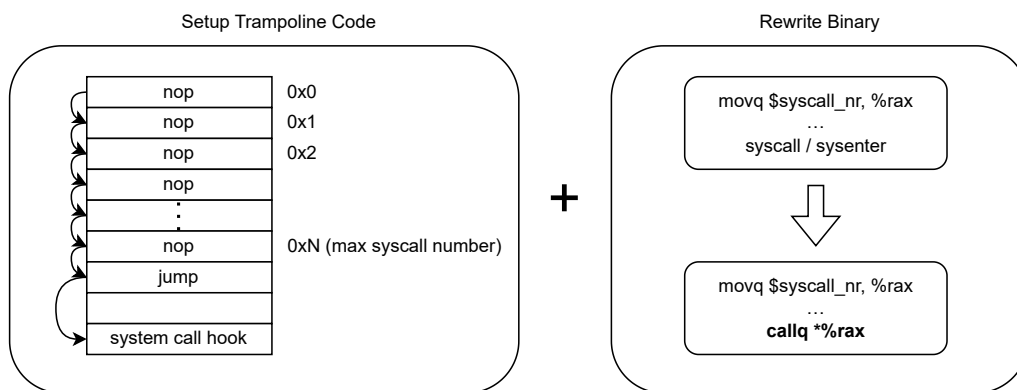 Setup Trampoline Code
nop 0x0
nop 0x1
nop 0x2
nop
⋮
nop 0xN (max syscall number)
jump
system call hook
+
Rewrite Binary
movq $syscall_nr, %rax
...
syscall / sysenter
movq $syscall_nr, %rax
...
callq *%rax